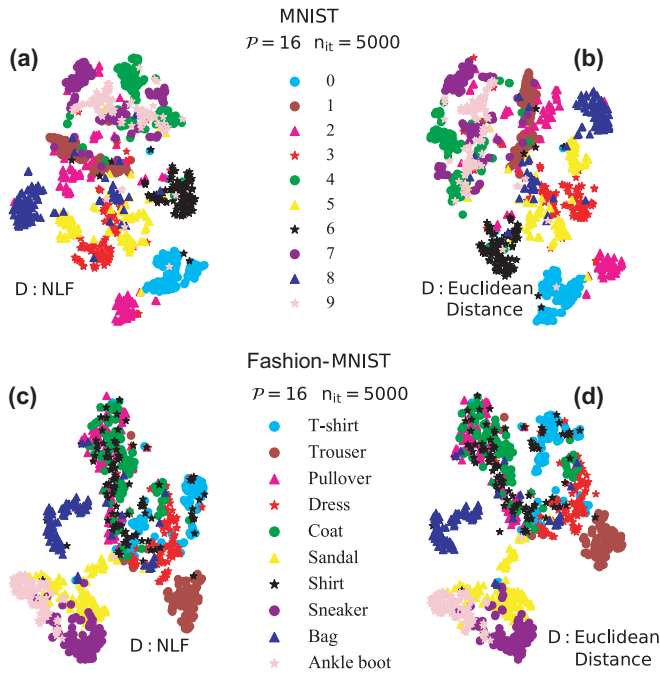 MNIST
𝒫 = 16 n_it = 5000
(a)
(b)
0
1
2
3
4
5
6
7
8
9
D : NLF
D : Euclidean
Distance
Fashion-MNIST
𝒫 = 16 n_it = 5000
(c)
(d)
T-shirt
Trouser
Pullover
Dress
Coat
Sandal
Shirt
Sneaker
Bag
Ankle boot
D : NLF
D : Euclidean
Distance